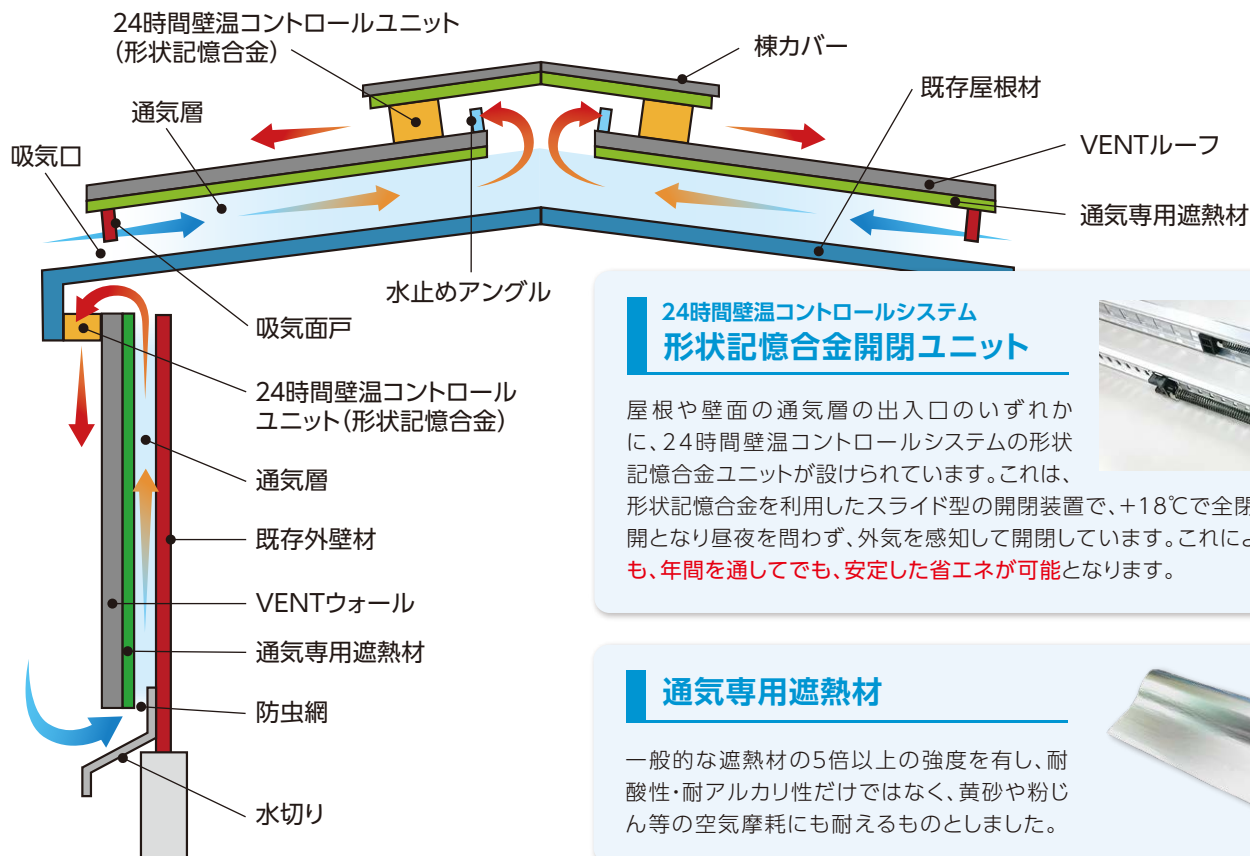 24時間壁温コントロールユニット
(形状記憶合金)
棟カバー
既存屋根材
通気層
VENTルーフ
吸気口
通気専用遮熱材
水止めアングル
吸気面戸
24時間壁温コントロール
ユニット(形状記憶合金)
通気層
既存外壁材
VENTウォール
通気専用遮熱材
防虫網
水切り
24時間壁温コントロールシステム
形状記憶合金開閉ユニット
屋根や壁面の通気層の出入口のいずれか
に、24時間壁温コントロールシステムの形状
記憶合金ユニットが設けられています。これは、
形状記憶合金を利用したスライド型の開閉装置で、+18℃で全閉
開となり昼夜を問わず、外気を感知して開閉しています。これによ
も、年間を通してでも、安定した省エネが可能となります。
通気専用遮熱材
一般的な遮熱材の5倍以上の強度を有し、耐
酸性・耐アルカリ性だけではなく、黄砂や粉じ
ん等の空気摩耗にも耐えるものとしました。